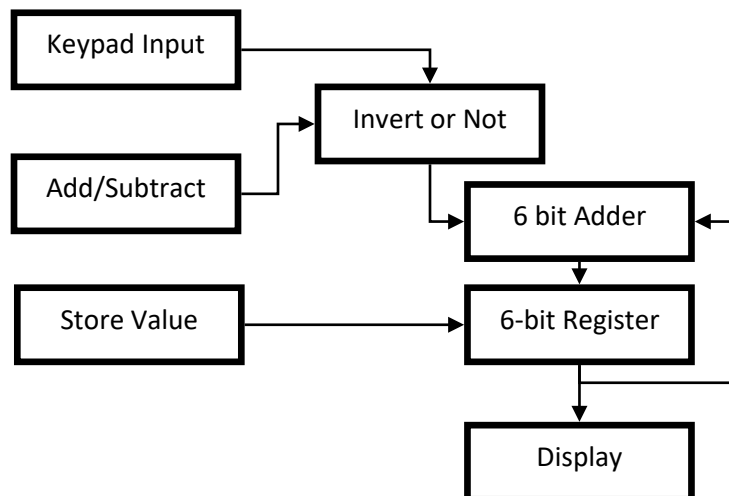 Keypad Input
Invert or Not
Add/Subtract
6 bit Adder
Store Value
6-bit Register
Display